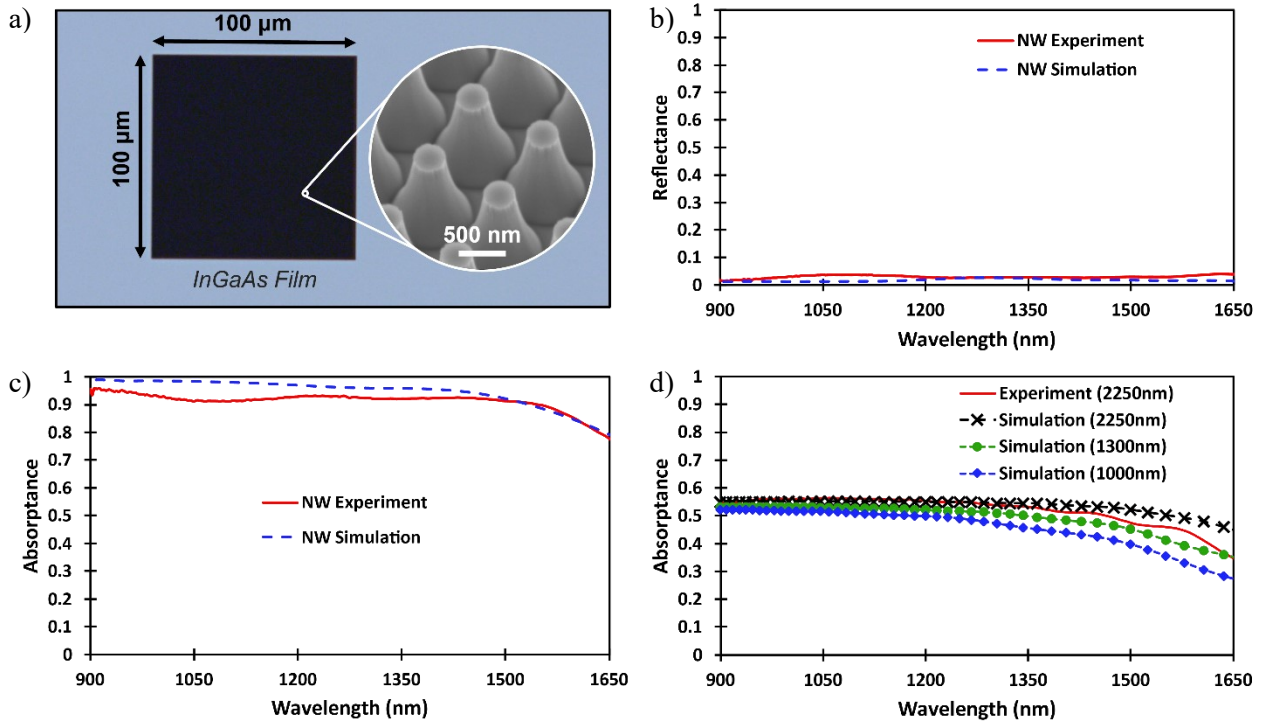 a)
100 µm
100 µm
500 nm
InGaAs Film
b)
NW Experiment
NW Simulation
Reflectance
1
0.9
0.8
0.7
0.6
0.5
0.4
0.3
0.2
0.1
0
900 1050 1200 1350 1500 1650
Wavelength (nm)
c)
NW Experiment
NW Simulation
Absorptance
1
0.9
0.8
0.7
0.6
0.5
0.4
0.3
0.2
0.1
0
900 1050 1200 1350 1500 1650
Wavelength (nm)
d)
Experiment (2250nm)
Simulation (2250nm)
Simulation (1300nm)
Simulation (1000nm)
Absorptance
1
0.9
0.8
0.7
0.6
0.5
0.4
0.3
0.2
0.1
0
900 1050 1200 1350 1500 1650
Wavelength (nm)